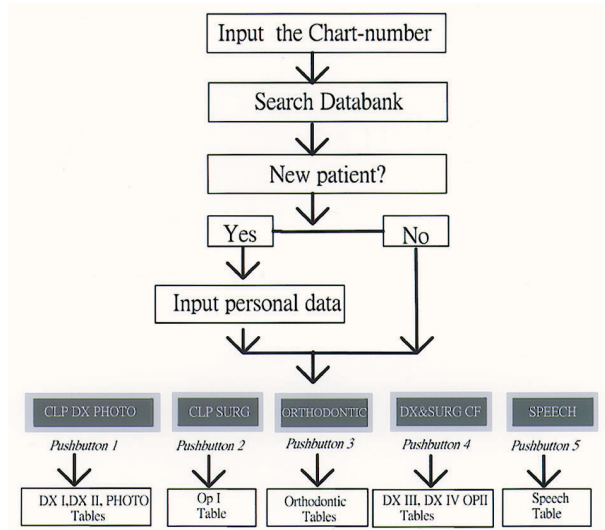 Input the Chart-number
Search Databank
New patient?
Yes
No
Input personal data
CLP DX PHOTO
CLP SURG
ORTHODONTIC
DX&SURG CF
SPEECH
Pushbutton 1
Pushbutton 2
Pushbutton 3
Pushbutton 4
Pushbutton 5
DX I,DX II, PHOTO
Tables
Op I
Table
Orthodontic
Tables
DX III, DX IV OPII
Tables
Speech
Table